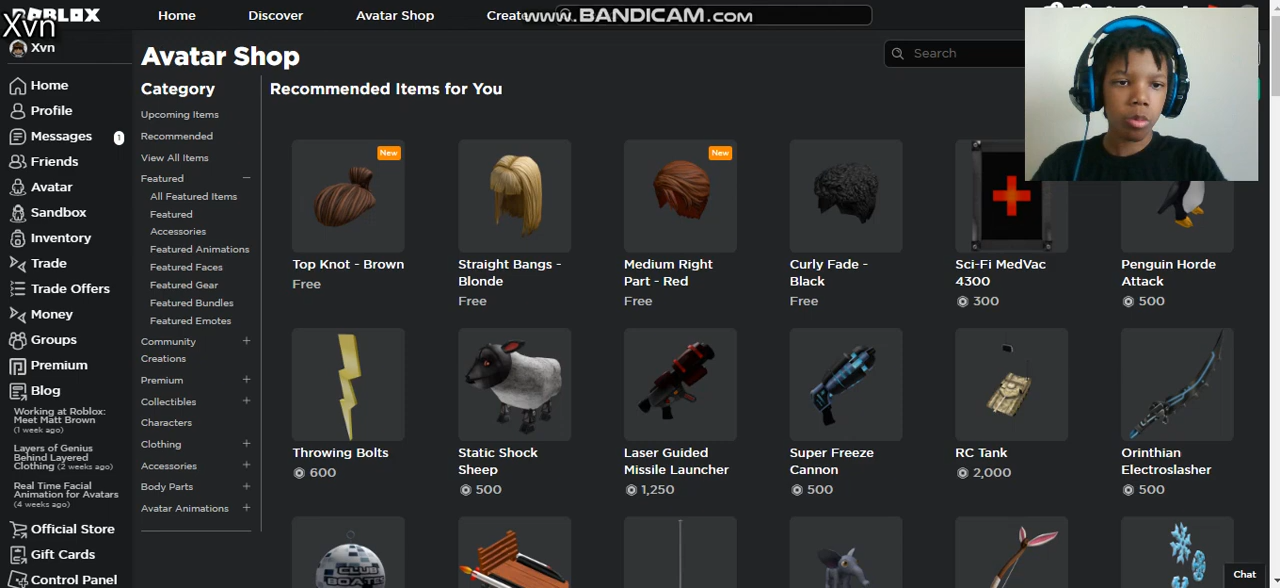 ROBLOX
Home
Discover
Avatar Shop
Create
www.BANDICAM.com
Xvn
Xvn
Avatar Shop
Search
Home
Profile
Messages
1
Friends
Avatar
Sandbox
Inventory
Trade
Trade Offers
Money
Groups
Premium
Blog
Working at Roblox:
Meet Matt Brown
(1 week ago)
Layers of Genius
Behind Layered
Clothing (2 weeks ago)
Real Time Facial
Animation for Avatars
(4 weeks ago)
Official Store
Gift Cards
Control Panel
Category
Upcoming Items
Recommended
View All Items
Featured
All Featured Items
Featured
Accessories
Featured Animations
Featured Faces
Featured Gear
Featured Bundles
Featured Emotes
Community
Creations
Premium
Collectibles
Characters
Clothing
Accessories
Body Parts
Avatar Animations
Recommended Items for You
New
Top Knot - Brown
Free
Straight Bangs -
Blonde
Free
New
Medium Right
Part - Red
Free
Curly Fade -
Black
Free
Sci-Fi MedVac
4300
300
Penguin Horde
Attack
500
Throwing Bolts
600
Static Shock
Sheep
500
Laser Guided
Missile Launcher
1,250
Super Freeze
Cannon
500
RC Tank
2,000
Orinthian
Electroslasher
500
CLUB
BOATES
Chat